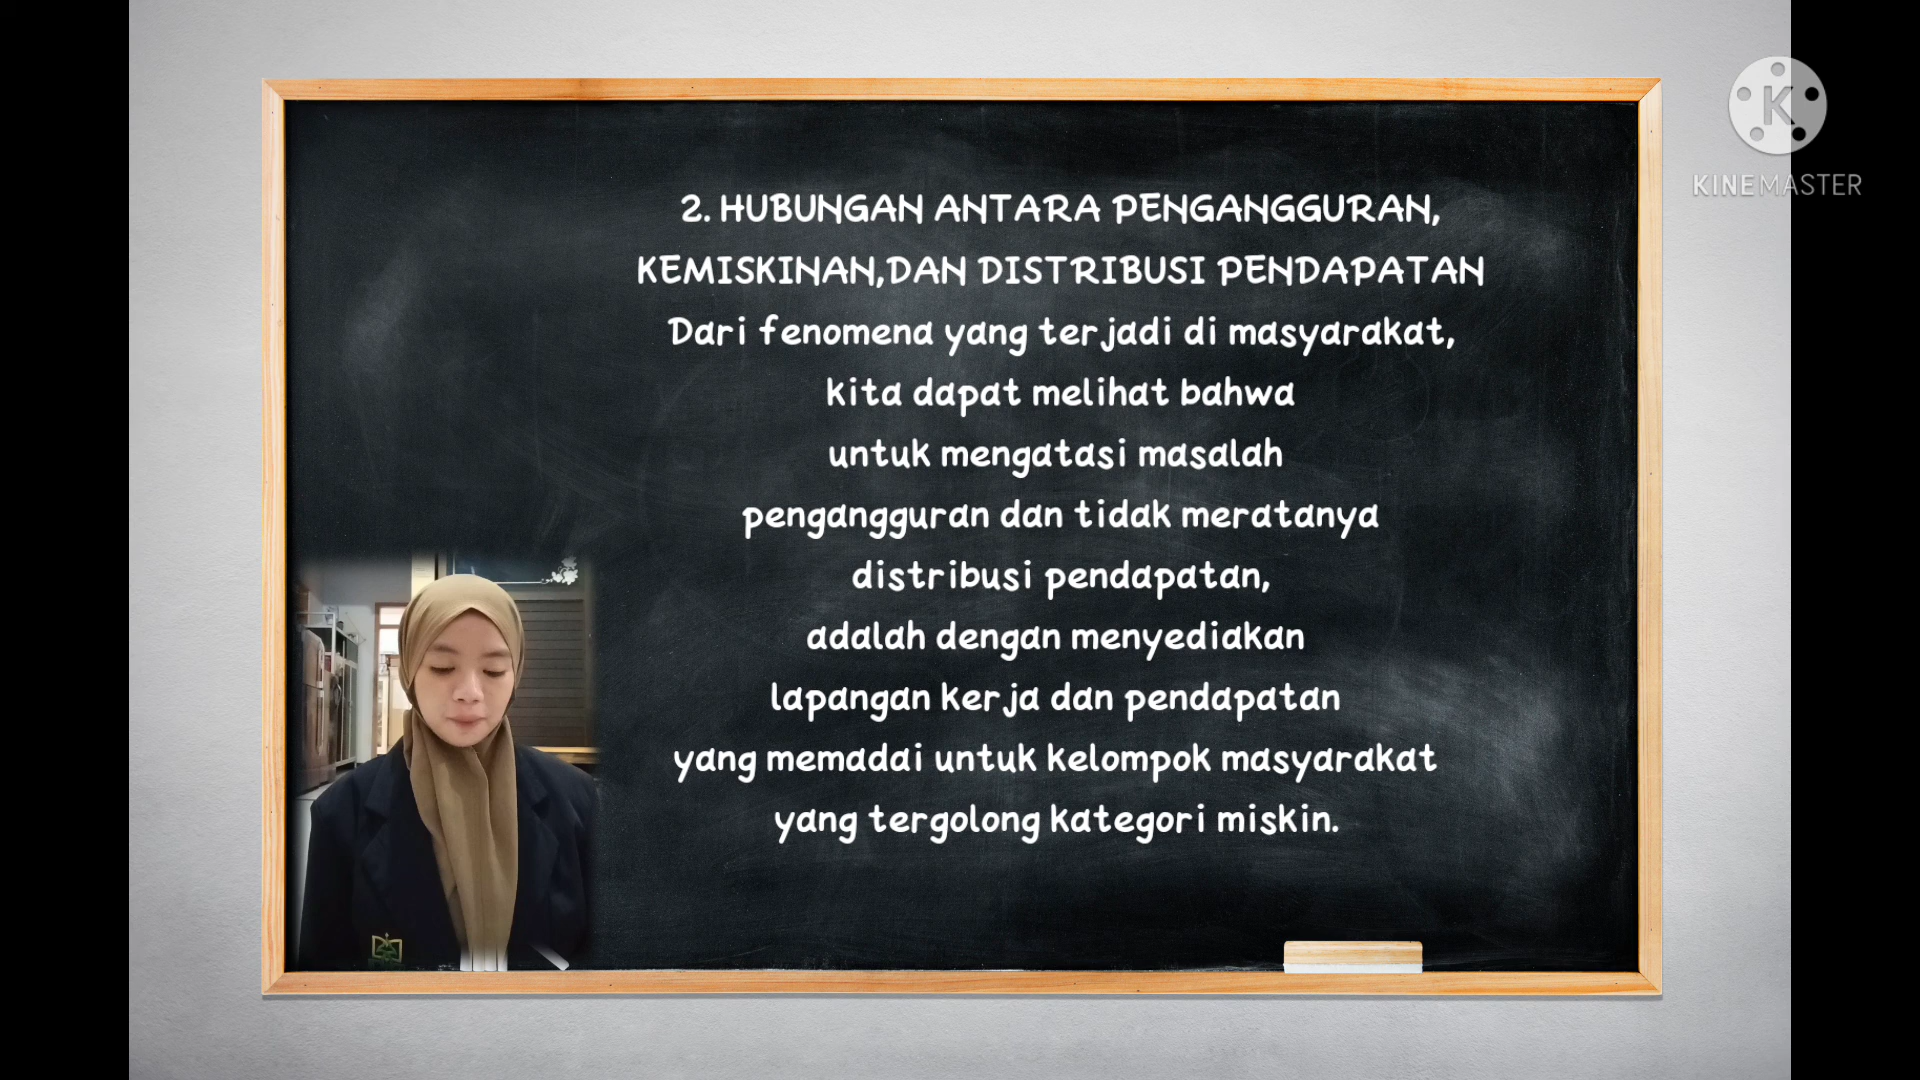 2. HUBUNGAN ANTARA PENGANGGURAN,
KEMISKINAN,DAN DISTRIBUSI PENDAPATAN
Dari fenomena yang terjadi di masyarakat,
kita dapat melihat bahwa
untuk mengatasi masalah
pengangguran dan tidak meratanya
distribusi pendapatan,
adalah dengan menyediakan
lapangan kerja dan pendapatan
yang memadai untuk kelompok masyarakat
yang tergolong kategori miskin.
K
KINEMASTER